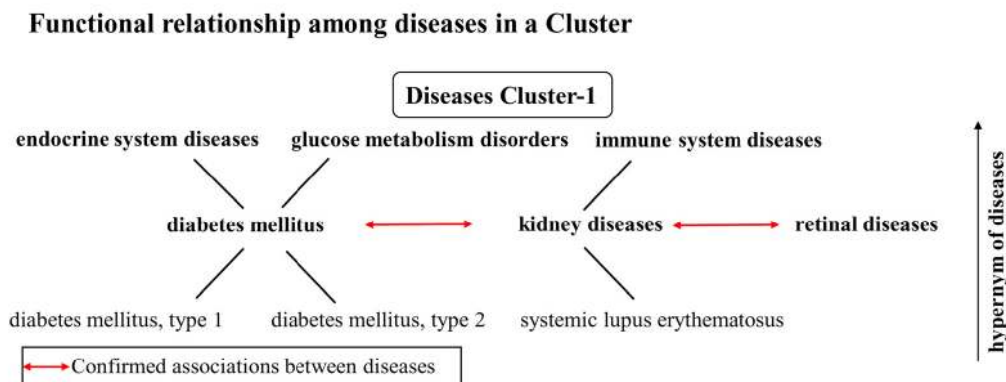 Functional relationship among diseases in a Cluster
Diseases Cluster-1
endocrine system diseases
glucose metabolism disorders
immune system diseases
diabetes mellitus
kidney diseases
retinal diseases
diabetes mellitus, type 1
diabetes mellitus, type 2
systemic lupus erythematosus
Confirmed associations between diseases
hypernym of diseases